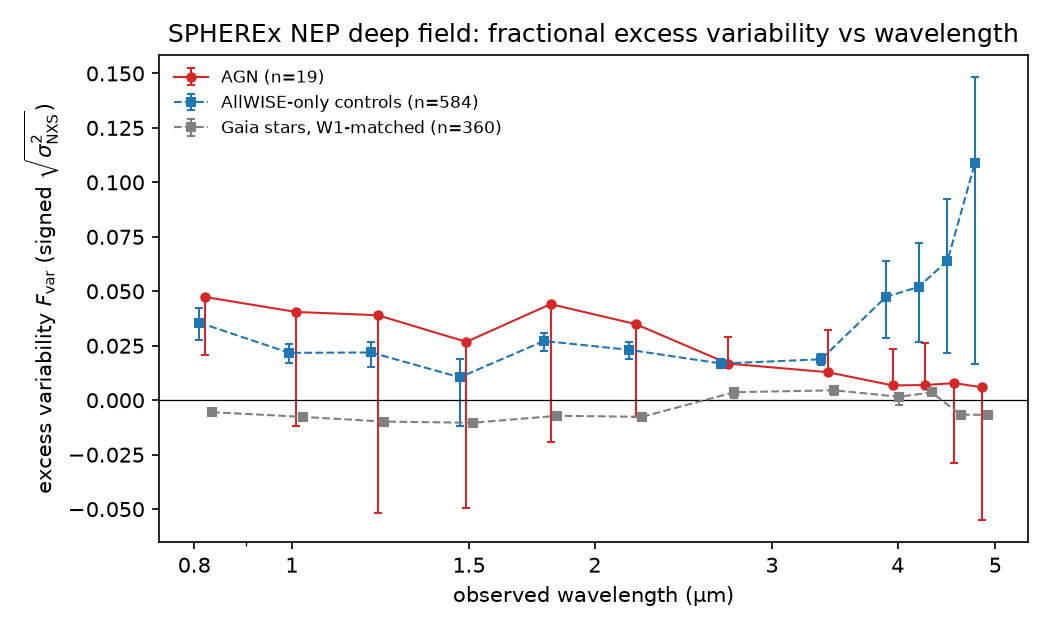 SPHEREx NEP deep field: fractional excess variability vs wavelength
AGN (n=19)
AllWISE-only controls (n=584)
Gaia stars, W1-matched (n=360)
excess variability F_var (signed √σ²_NXS)
0.150
0.125
0.100
0.075
0.050
0.025
0.000
−0.025
−0.050
0.8 1 1.5 2 3 4 5
observed wavelength (μm)